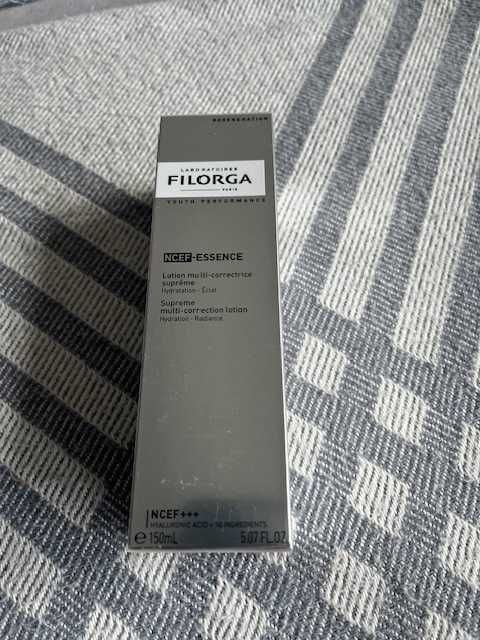 REGENERATION
LABORATOIRES
FILORGA
PARIS
YOUTH PERFORMANCE
NCEF-ESSENCE
Lotion multi-correctrice
suprême
Hydratation - Éclat
Supreme
multi-correction lotion
Hydration - Radiance
NCEF+++
HYALURONIC ACID + 50 INGREDIENTS
e 150mL 5.07 FL.OZ.